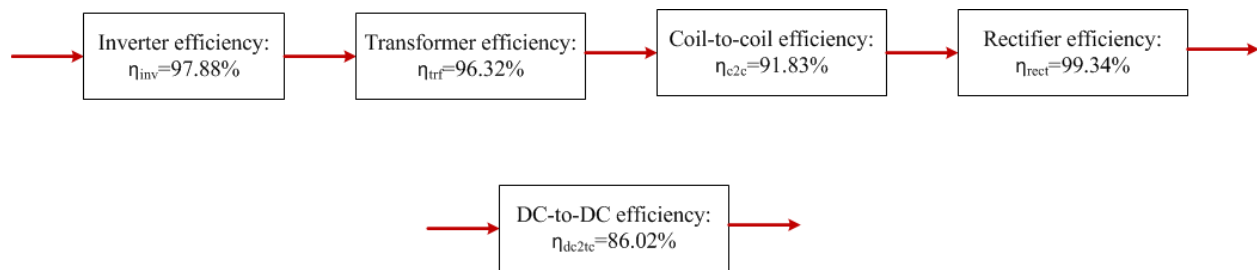 Inverter efficiency:
ηinv=97.88%
Transformer efficiency:
ηtrf=96.32%
Coil-to-coil efficiency:
ηc2c=91.83%
Rectifier efficiency:
ηrect=99.34%
DC-to-DC efficiency:
ηdc2tc=86.02%